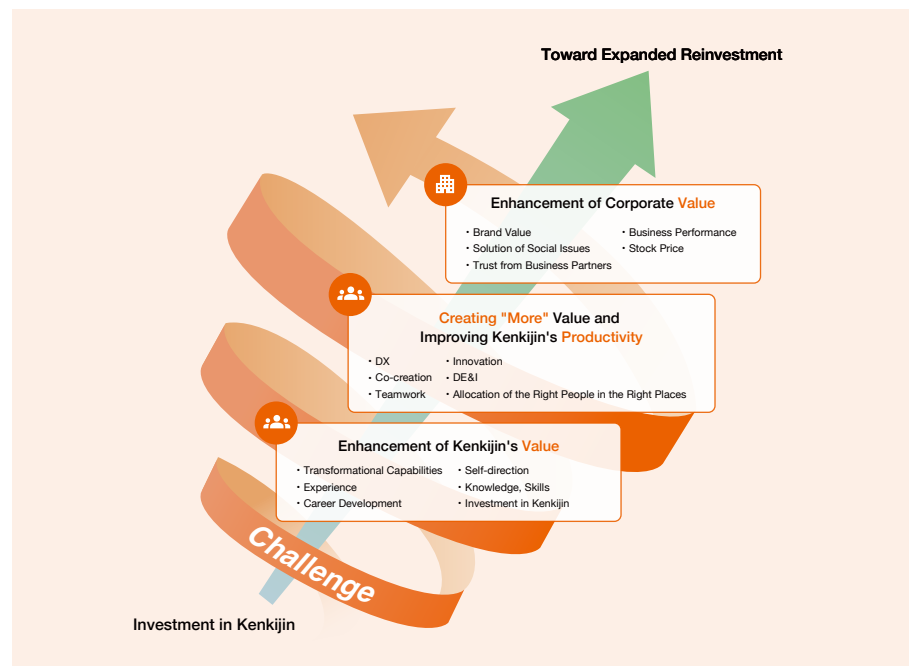 Toward Expanded Reinvestment
Enhancement of Corporate Value
・Brand Value
・Solution of Social Issues
・Trust from Business Partners
・Business Performance
・Stock Price
Creating "More" Value and
Improving Kenkijin's Productivity
・DX
・Co-creation
・Teamwork
・Innovation
・DE&I
・Allocation of the Right People in the Right Places
Enhancement of Kenkijin's Value
・Transformational Capabilities
・Experience
・Career Development
・Self-direction
・Knowledge, Skills
・Investment in Kenkijin
Challenge
Investment in Kenkijin